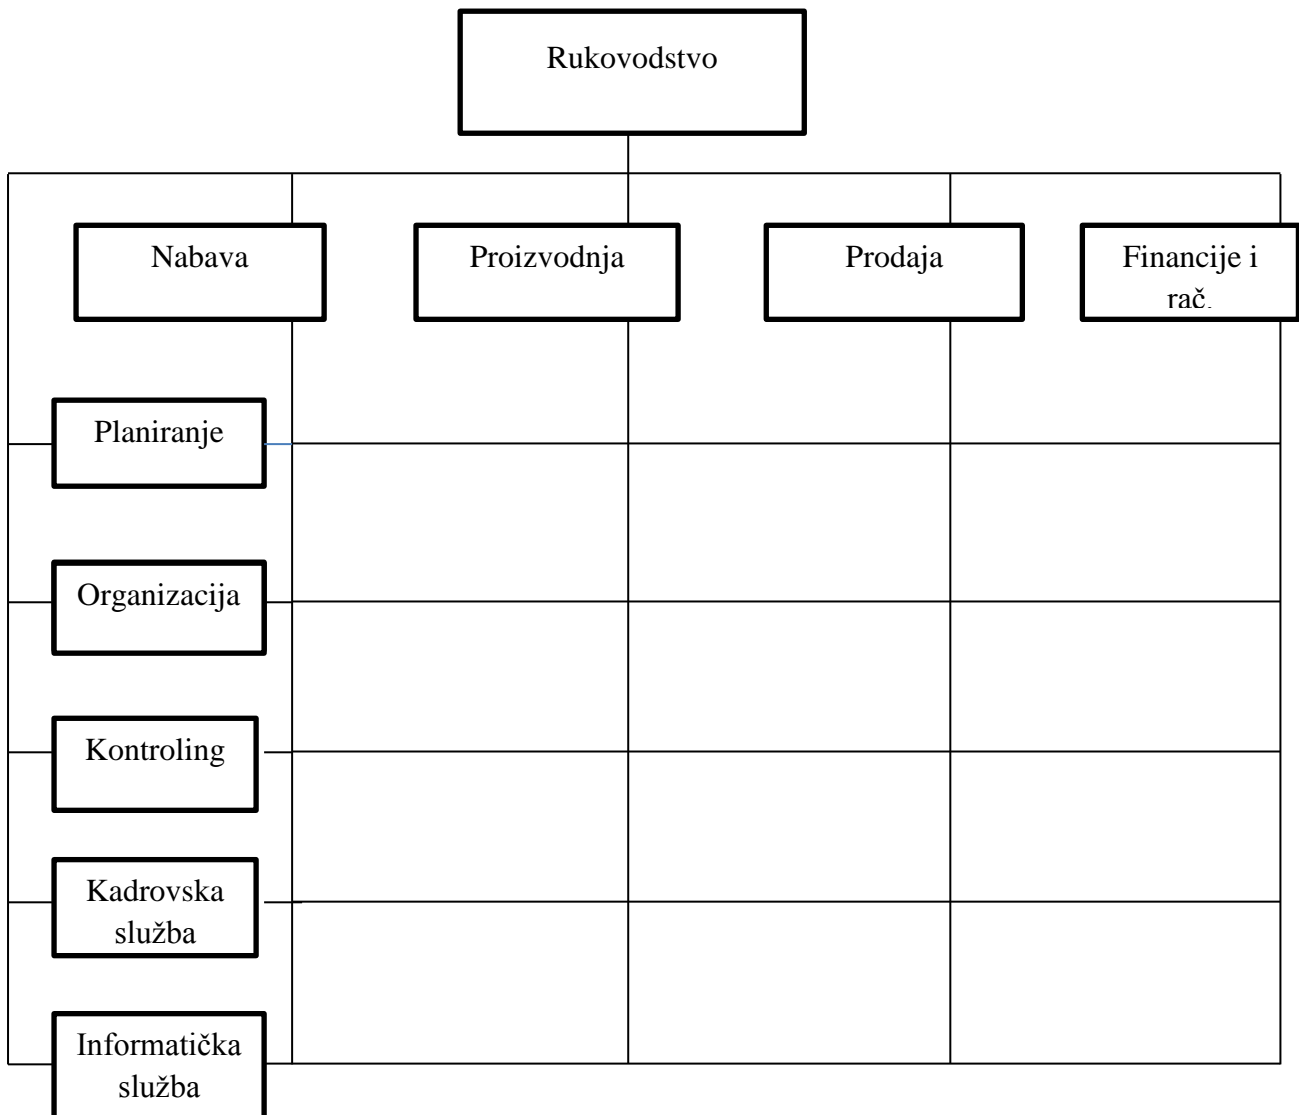 Rukovodstvo
Nabava
Proizvodnja
Prodaja
Financije i
rač.
Planiranje
Organizacija
Kontroling
Kadrovska
služba
Informatička
služba